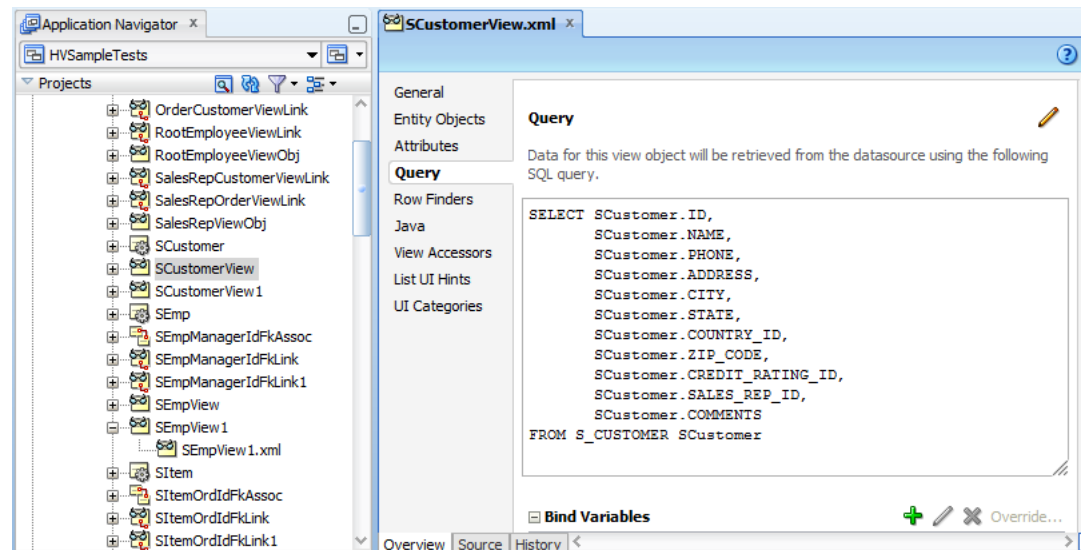 Application Navigator x
HVSampleTests
Projects
OrderCustomerViewLink
RootEmployeeViewLink
RootEmployeeViewObj
SalesRepCustomerViewLink
SalesRepOrderViewLink
SalesRepViewObj
SCustomer
SCustomerView
SCustomerView1
SEmp
SEmpManagerIdFkAssoc
SEmpManagerIdFkLink
SEmpManagerIdFkLink1
SEmpView
SEmpView1
SEmpView1.xml
SItem
SItemOrdIdFkAssoc
SItemOrdIdFkLink
SItemOrdIdFkLink1
SCustomerView.xml x
General
Entity Objects
Attributes
Query
Row Finders
Java
View Accessors
List UI Hints
UI Categories
Query
Data for this view object will be retrieved from the datasource using the following
SQL query.
SELECT SCustomer.ID,
SCustomer.NAME,
SCustomer.PHONE,
SCustomer.ADDRESS,
SCustomer.CITY,
SCustomer.STATE,
SCustomer.COUNTRY_ID,
SCustomer.ZIP_CODE,
SCustomer.CREDIT_RATING_ID,
SCustomer.SALES_REP_ID,
SCustomer.COMMENTS
FROM S_CUSTOMER SCustomer
Bind Variables
Override...
Overview Source History